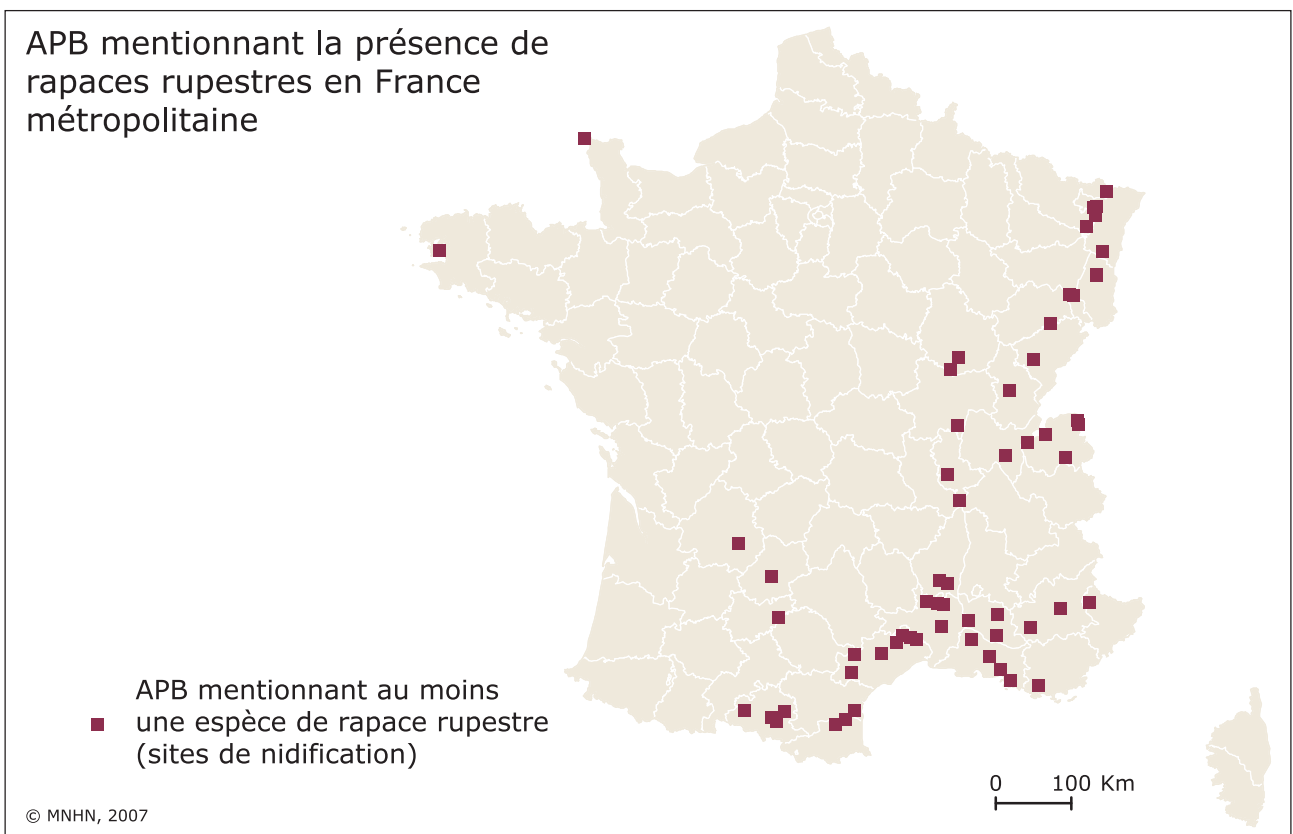 APB mentionnant la présence de
rapaces rupestres en France
métropolitaine
APB mentionnant au moins
une espèce de rapace rupestre
(sites de nidification)
0 100 Km
© MNHN, 2007